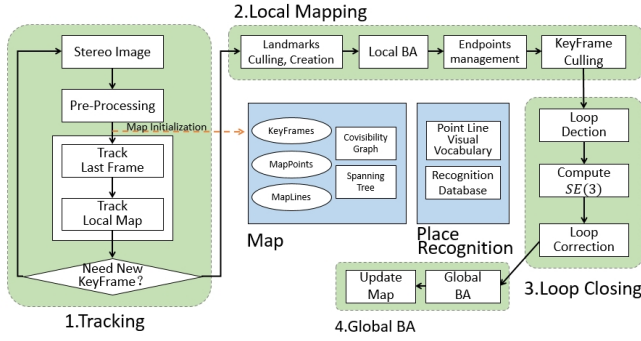 2.Local Mapping
Stereo Image
Pre-Processing
Map Initialization
Track
Last Frame
Track
Local Map
Need New
KeyFrame?
1.Tracking
Landmarks
Culling, Creation
Local BA
Endpoints
management
KeyFrame
Culling
KeyFrames
MapPoints
MapLines
Covisibility
Graph
Spanning
Tree
Map
Point Line
Visual
Vocabulary
Recognition
Database
Place
Recognition
Loop
Dection
Compute
SE(3)
Loop
Correction
3.Loop Closing
Update
Map
Global
BA
4.Global BA